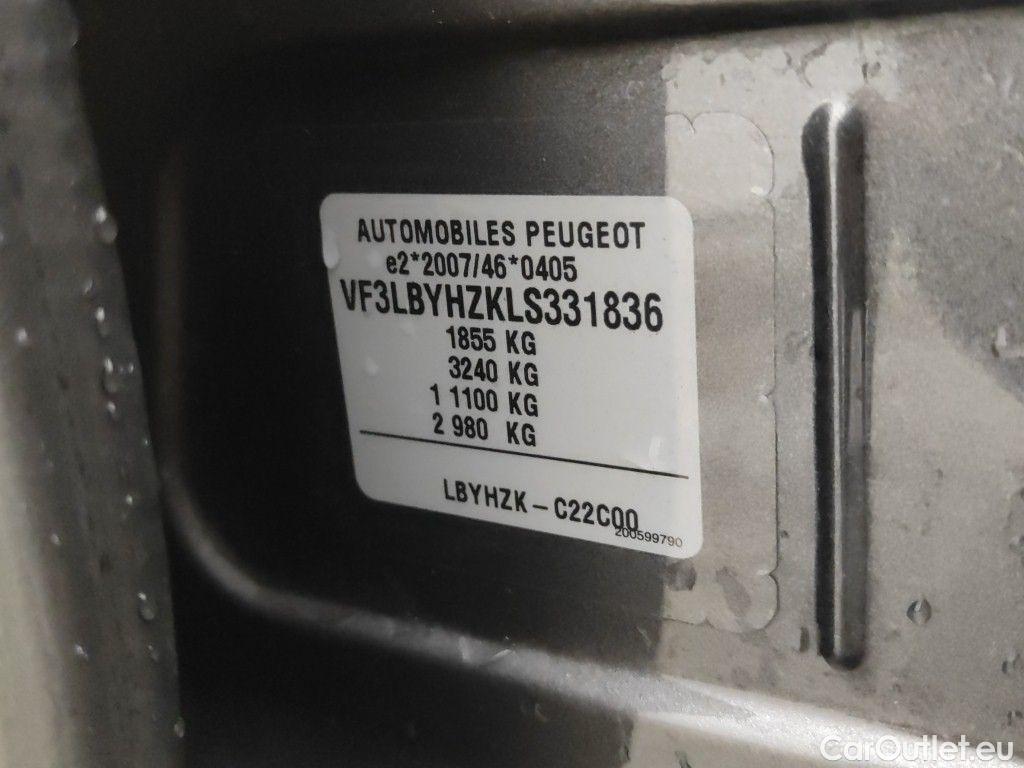 AUTOMOBILES PEUGEOT
e2*2007/46*0405
VF3LBYHZKLS331836
1855 KG
3240 KG
1 1100 KG
2 980 KG
LBYHZK – C22C00
200599790
CarOutlet.eu